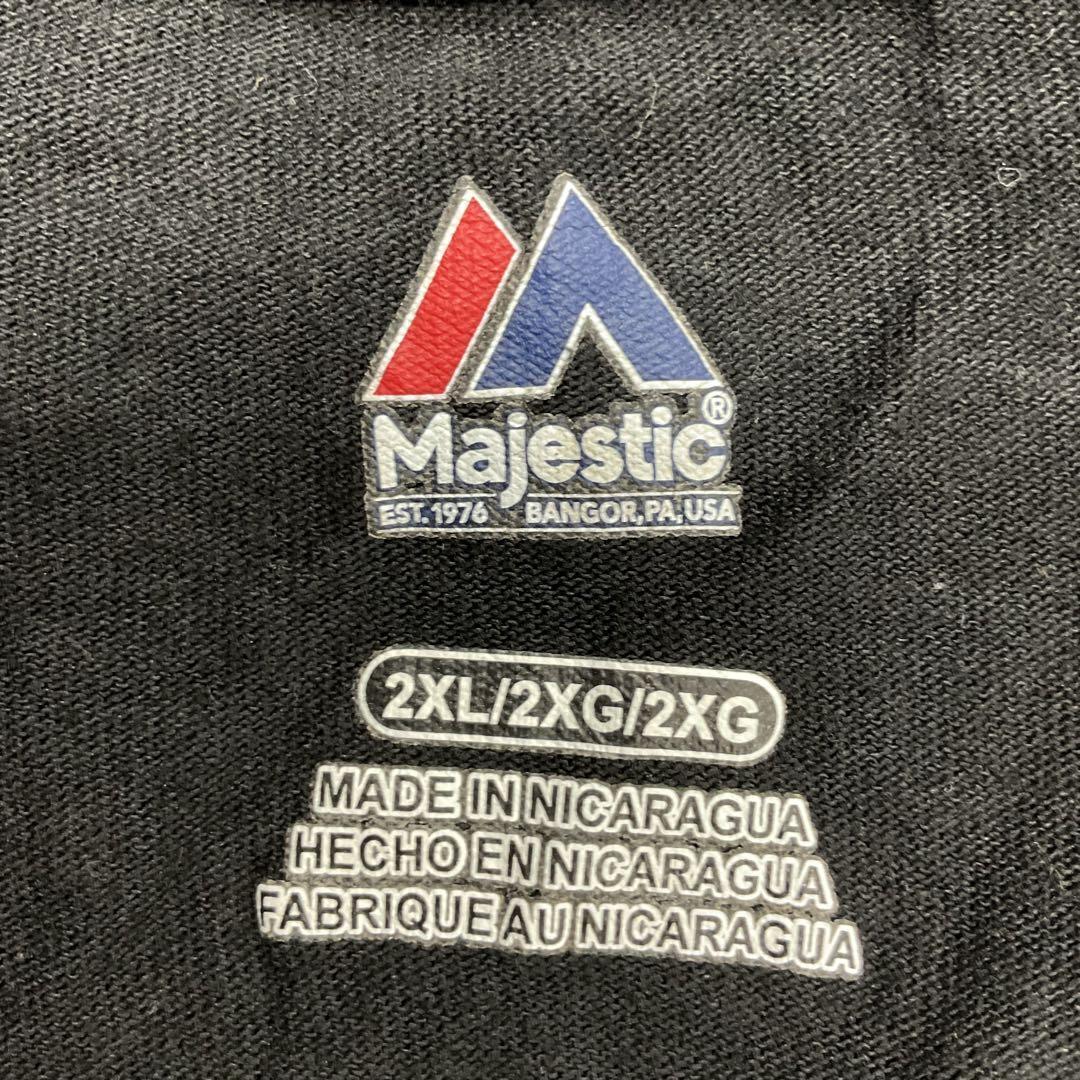 Majestic®
EST. 1976 BANGOR, PA, USA
2XL/2XG/2XG
MADE IN NICARAGUA
HECHO EN NICARAGUA
FABRIQUE AU NICARAGUA